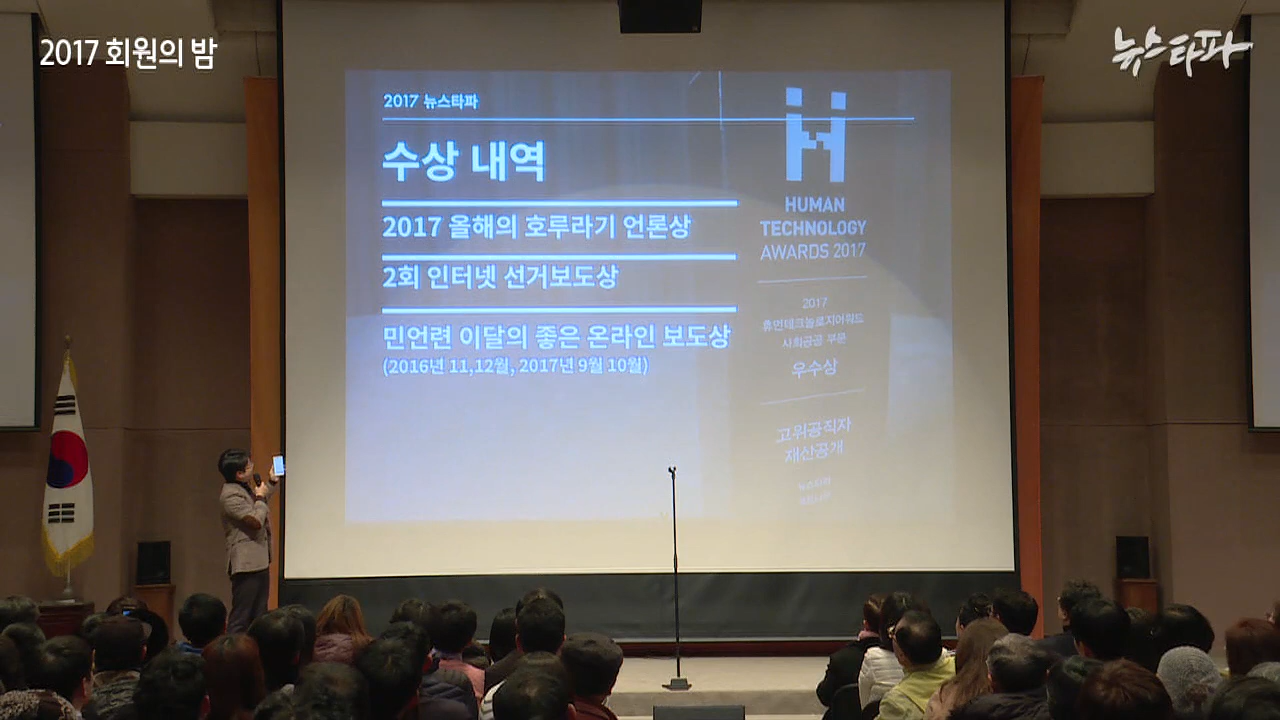 2017 회원의 밤
뉴스타파
2017 뉴스타파
수상 내역
2017 올해의 호루라기 언론상
2회 인터넷 선거보도상
민언련 이달의 좋은 온라인 보도상
(2016년 11,12월, 2017년 9월 10월)
HUMAN
TECHNOLOGY
AWARDS 2017
2017
휴먼테크놀로지어워드
사회공공 부문
우수상
고위공직자
재산공개